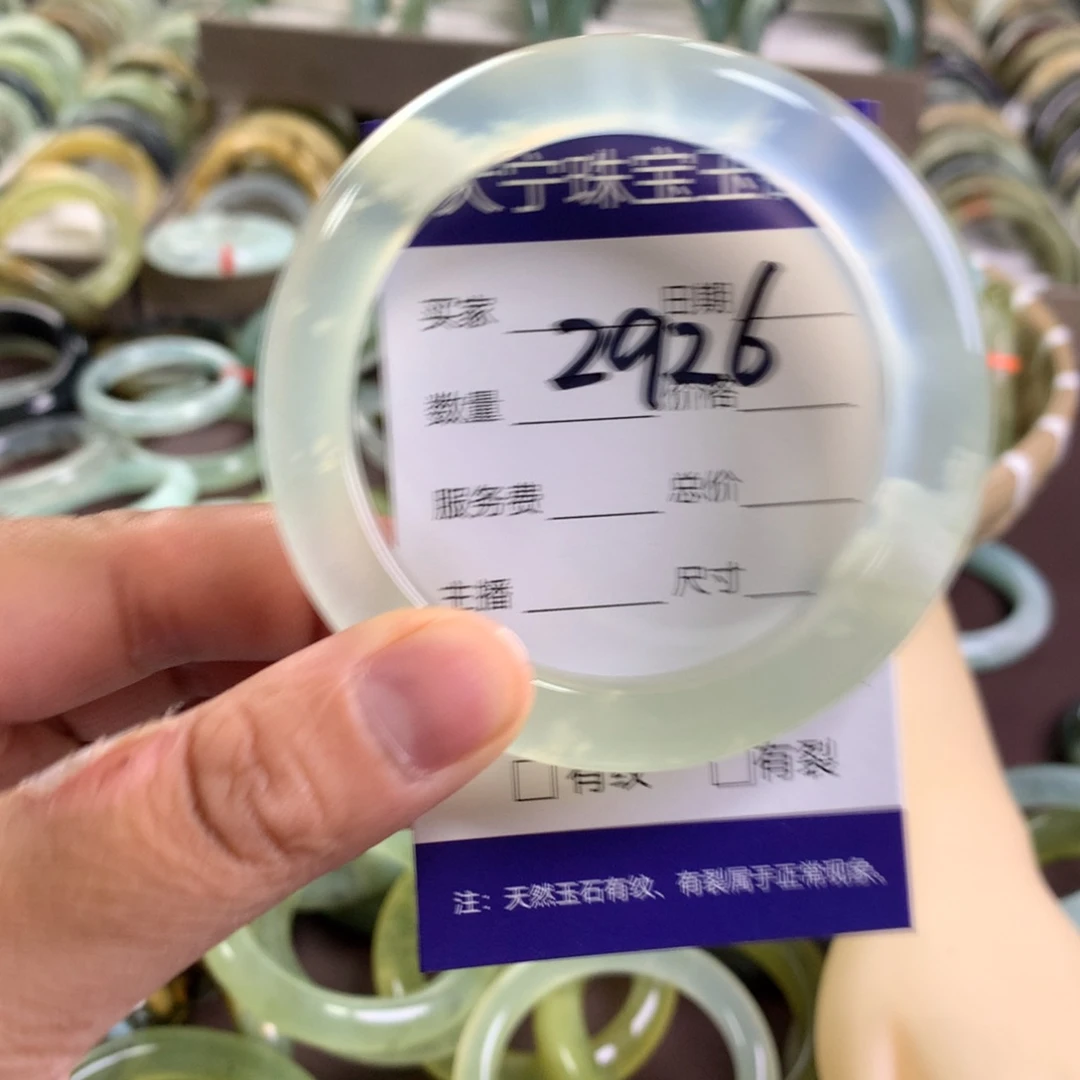 宁珠宝玉
买家 日期
2926
数量 价格
服务费 总价
主播 尺寸
有纹 有裂
注：天然玉石有纹、有裂属于正常现象、